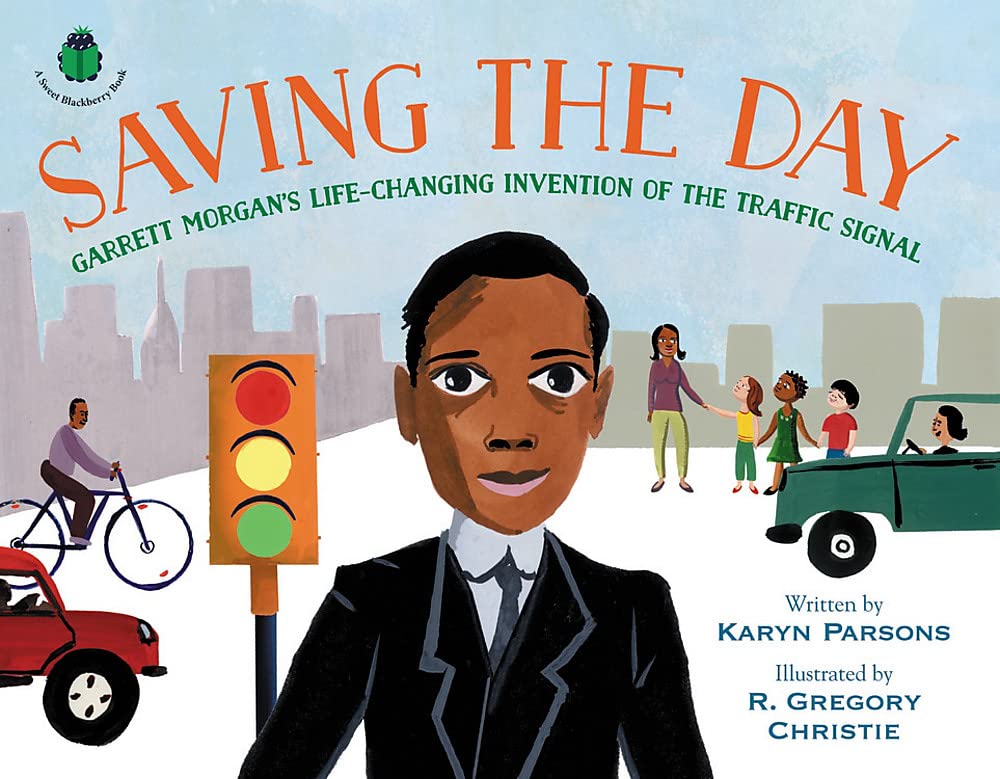 A Sweet Blackberry Book
SAVING THE DAY
GARRETT MORGAN'S LIFE-CHANGING INVENTION OF THE TRAFFIC SIGNAL
Written by
KARYN PARSONS
Illustrated by
R. GREGORY
CHRISTIE